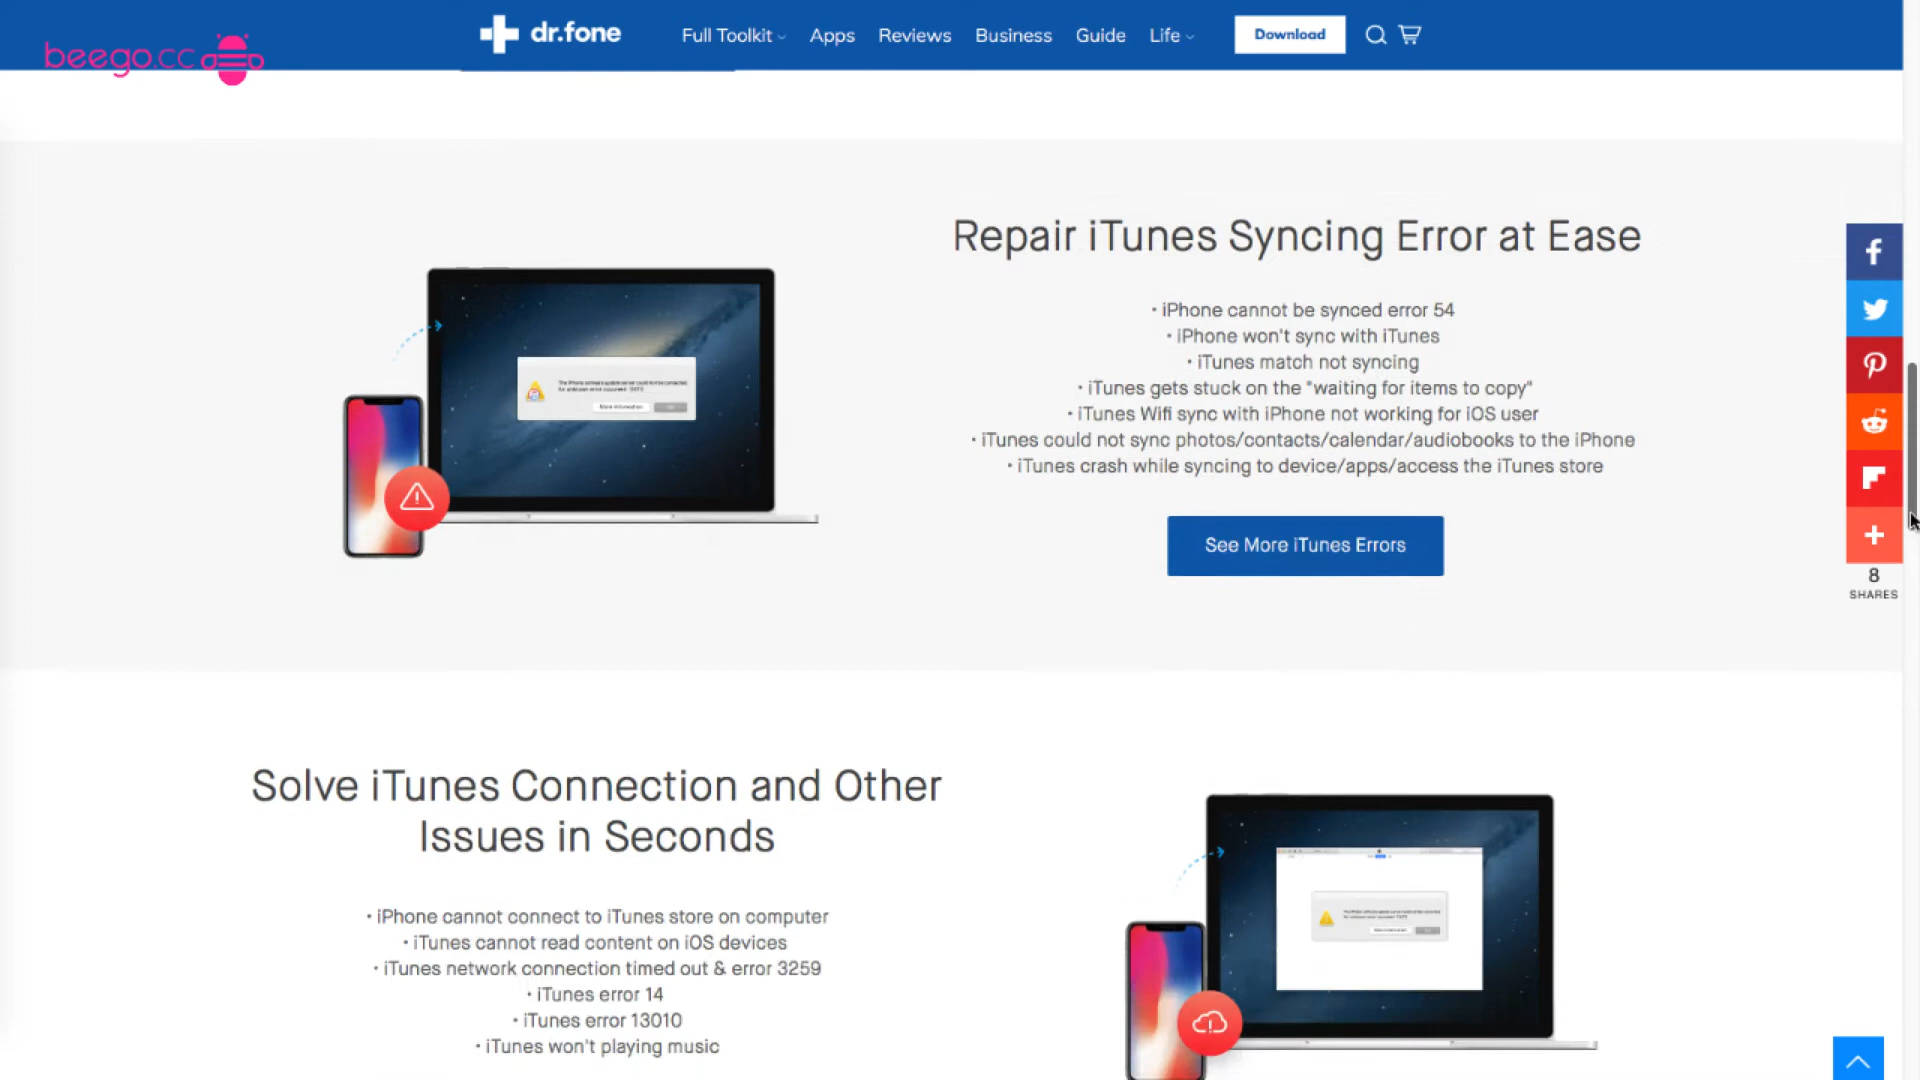 beego.cc
dr.fone
Full Toolkit
Apps
Reviews
Business
Guide
Life
Download
Repair iTunes Syncing Error at Ease
· iPhone cannot be synced error 54
· iPhone won't sync with iTunes
· iTunes match not syncing
· iTunes gets stuck on the "waiting for items to copy"
· iTunes Wifi sync with iPhone not working for iOS user
· iTunes could not sync photos/contacts/calendar/audiobooks to the iPhone
· iTunes crash while syncing to device/apps/access the iTunes store
See More iTunes Errors
8
SHARES
Solve iTunes Connection and Other
Issues in Seconds
· iPhone cannot connect to iTunes store on computer
· iTunes cannot read content on iOS devices
· iTunes network connection timed out & error 3259
· iTunes error 14
· iTunes error 13010
· iTunes won't playing music